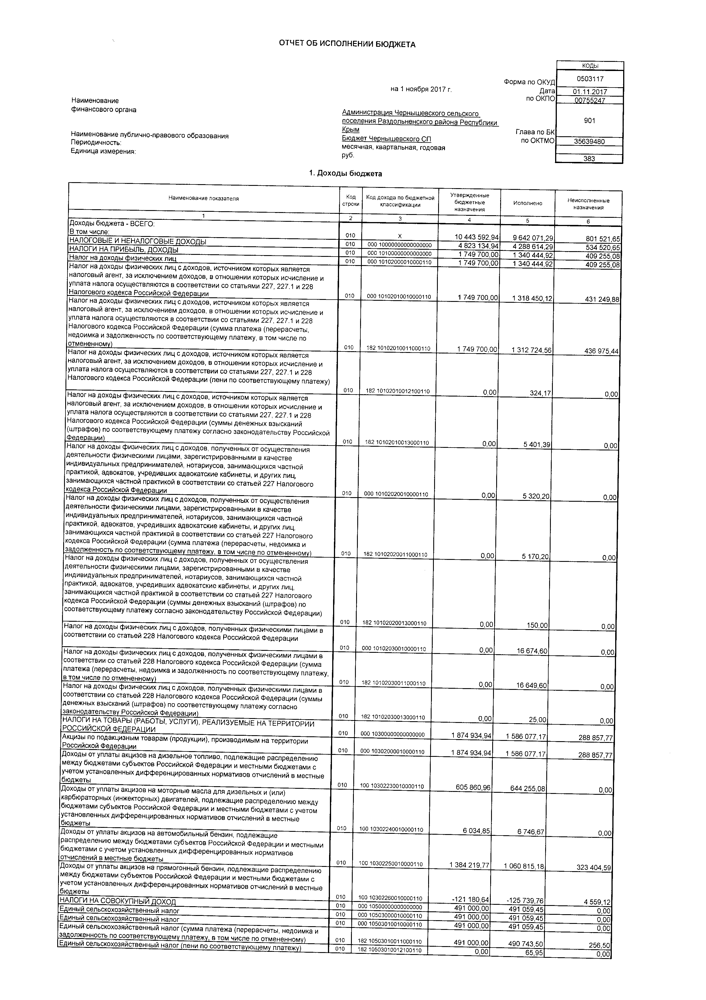 ОТЧЕТ ОБ ИСПОЛНЕНИИ БЮДЖЕТА
КОДЫ
Форма по ОКУД 0503117
на 1 ноября 2017 г. Дата 01.11.2017
по ОКПО 00755247
Наименование
финансового органа
Администрация Чернышевского сельского
поселения Раздольненского района Республики
Крым
Глава по БК 901
Наименование публично-правового образования Бюджет Чернышевского СП по ОКТМО 35639480
Периодичность: месячная, квартальная, годовая
Единица измерения: руб. 383
1. Доходы бюджета
Наименование показателя
Код
строки
Код дохода по бюджетной
классификации
Утвержденные
бюджетные
назначения
Исполнено
Неисполненные
назначения
1 2 3 4 5 6
Доходы бюджета - ВСЕГО:
В том числе: 010 X 10 443 592,94 9 642 071,29 801 521,65
НАЛОГОВЫЕ И НЕНАЛОГОВЫЕ ДОХОДЫ 010 000 10000000000000000 4 823 134,94 4 288 614,29 534 520,65
НАЛОГИ НА ПРИБЫЛЬ, ДОХОДЫ 010 000 10100000000000000 1 749 700,00 1 340 444,92 409 255,08
Налог на доходы физических лиц 010 000 10102000010000110 1 749 700,00 1 340 444,92 409 255,08
Налог на доходы физических лиц с доходов, источником которых является
налоговый агент, за исключением доходов, в отношении которых исчисление и
уплата налога осуществляются в соответствии со статьями 227, 227.1 и 228
Налогового кодекса Российской Федерации 010 000 10102010010000110 1 749 700,00 1 318 450,12 431 249,88
Налог на доходы физических лиц с доходов, источником которых является
налоговый агент, за исключением доходов, в отношении которых исчисление и
уплата налога осуществляются в соответствии со статьями 227, 227.1 и 228
Налогового кодекса Российской Федерации (сумма платежа (перерасчеты,
недоимка и задолженность по соответствующему платежу, в том числе по
отмененному) 010 182 10102010011000110 1 749 700,00 1 312 724,56 436 975,44
Налог на доходы физических лиц с доходов, источником которых является
налоговый агент, за исключением доходов, в отношении которых исчисление и
уплата налога осуществляются в соответствии со статьями 227, 227.1 и 228
Налогового кодекса Российской Федерации (пени по соответствующему платежу)
010 182 10102010012100110 0,00 324,17 0,00
Налог на доходы физических лиц с доходов, источником которых является
налоговый агент, за исключением доходов, в отношении которых исчисление и
уплата налога осуществляются в соответствии со статьями 227, 227.1 и 228
Налогового кодекса Российской Федерации (суммы денежных взысканий
(штрафов) по соответствующему платежу согласно законодательству Российской
Федерации) 010 182 10102010013000110 0,00 5 401,39 0,00
Налог на доходы физических лиц с доходов, полученных от осуществления
деятельности физическими лицами, зарегистрированными в качестве
индивидуальных предпринимателей, нотариусов, занимающихся частной
практикой, адвокатов, учредивших адвокатские кабинеты, и других лиц,
занимающихся частной практикой в соответствии со статьей 227 Налогового
кодекса Российской Федерации 010 000 10102020010000110 0,00 5 320,20 0,00
Налог на доходы физических лиц с доходов, полученных от осуществления
деятельности физическими лицами, зарегистрированными в качестве
индивидуальных предпринимателей, нотариусов, занимающихся частной
практикой, адвокатов, учредивших адвокатские кабинеты, и других лиц,
занимающихся частной практикой в соответствии со статьей 227 Налогового
кодекса Российской Федерации (сумма платежа (перерасчеты, недоимка и
задолженность по соответствующему платежу, в том числе по отмененному) 010 182 10102020011000110 0,00 5 170,20 0,00
Налог на доходы физических лиц с доходов, полученных от осуществления
деятельности физическими лицами, зарегистрированными в качестве
индивидуальных предпринимателей, нотариусов, занимающихся частной
практикой, адвокатов, учредивших адвокатские кабинеты, и других лиц,
занимающихся частной практикой в соответствии со статьей 227 Налогового
кодекса Российской Федерации (суммы денежных взысканий (штрафов) по
соответствующему платежу согласно законодательству Российской Федерации)
010 182 10102020013000110 0,00 150,00 0,00
Налог на доходы физических лиц с доходов, полученных физическими лицами в
соответствии со статьей 228 Налогового кодекса Российской Федерации
010 000 10102030010000110 0,00 16 674,60 0,00
Налог на доходы физических лиц с доходов, полученных физическими лицами в
соответствии со статьей 228 Налогового кодекса Российской Федерации (сумма
платежа (перерасчеты, недоимка и задолженность по соответствующему платежу,
в том числе по отмененному) 010 182 10102030011000110 0,00 16 649,60 0,00
Налог на доходы физических лиц с доходов, полученных физическими лицами в
соответствии со статьей 228 Налогового кодекса Российской Федерации (суммы
денежных взысканий (штрафов) по соответствующему платежу согласно
законодательству Российской Федерации) 010 182 10102030013000110 0,00 25,00 0,00
НАЛОГИ НА ТОВАРЫ (РАБОТЫ, УСЛУГИ), РЕАЛИЗУЕМЫЕ НА ТЕРРИТОРИИ
РОССИЙСКОЙ ФЕДЕРАЦИИ 010 000 10300000000000000 1 874 934,94 1 586 077,17 288 857,77
Акцизы по подакцизным товарам (продукции), производимым на территории
Российской Федерации 010 000 10302000010000110 1 874 934,94 1 586 077,17 288 857,77
Доходы от уплаты акцизов на дизельное топливо, подлежащие распределению
между бюджетами субъектов Российской Федерации и местными бюджетами с
учетом установленных дифференцированных нормативов отчислений в местные
бюджеты 010 100 10302230010000110 605 860,96 644 255,08 0,00
Доходы от уплаты акцизов на моторные масла для дизельных и (или)
карбюраторных (инжекторных) двигателей, подлежащие распределению между
бюджетами субъектов Российской Федерации и местными бюджетами с учетом
установленных дифференцированных нормативов отчислений в местные
бюджеты 010 100 10302240010000110 6 034,85 6 746,67 0,00
Доходы от уплаты акцизов на автомобильный бензин, подлежащие
распределению между бюджетами субъектов Российской Федерации и местными
бюджетами с учетом установленных дифференцированных нормативов
отчислений в местные бюджеты 010 100 10302250010000110 1 384 219,77 1 060 815,18 323 404,59
Доходы от уплаты акцизов на прямогонный бензин, подлежащие распределению
между бюджетами субъектов Российской Федерации и местными бюджетами с
учетом установленных дифференцированных нормативов отчислений в местные
бюджеты 010 100 10302260010000110 -121 180,64 -125 739,76 4 559,12
НАЛОГИ НА СОВОКУПНЫЙ ДОХОД 010 000 10500000000000000 491 000,00 491 059,45 0,00
Единый сельскохозяйственный налог 010 000 10503000010000110 491 000,00 491 059,45 0,00
Единый сельскохозяйственный налог 010 000 10503010010000110 491 000,00 491 059,45 0,00
Единый сельскохозяйственный налог (сумма платежа (перерасчеты, недоимка и
задолженность по соответствующему платежу, в том числе по отмененному) 010 182 10503010011000110 491 000,00 490 743,50 256,50
Единый сельскохозяйственный налог (пени по соответствующему платежу) 010 182 10503010012100110 0,00 65,95 0,00